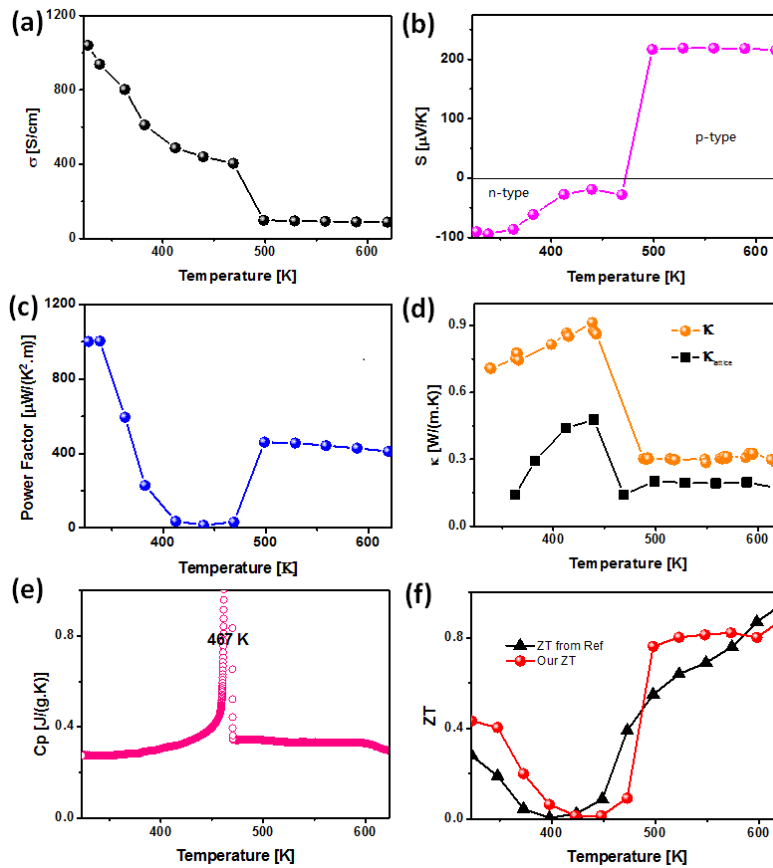 (a)
1200
800
400
0
σ [S/cm]
400 500 600
Temperature [K]
(b)
200
100
0
-100
S [µV/K]
p-type
n-type
400 500 600
Temperature [K]
(c)
1200
1000
800
400
0
Power Factor [µW/(K².m)]
400 500 600
Temperature [K]
(d)
0.9
0.6
0.3
0.0
κ [W/(m.K)]
κ
κlattice
400 500 600
Temperature [K]
(e)
0.8
0.4
0.0
Cp [J/(g.K)]
467 K
400 500 600
Temperature [K]
(f)
0.8
0.4
0.0
ZT
ZT from Ref
Our ZT
400 500 600
Temperature [K]